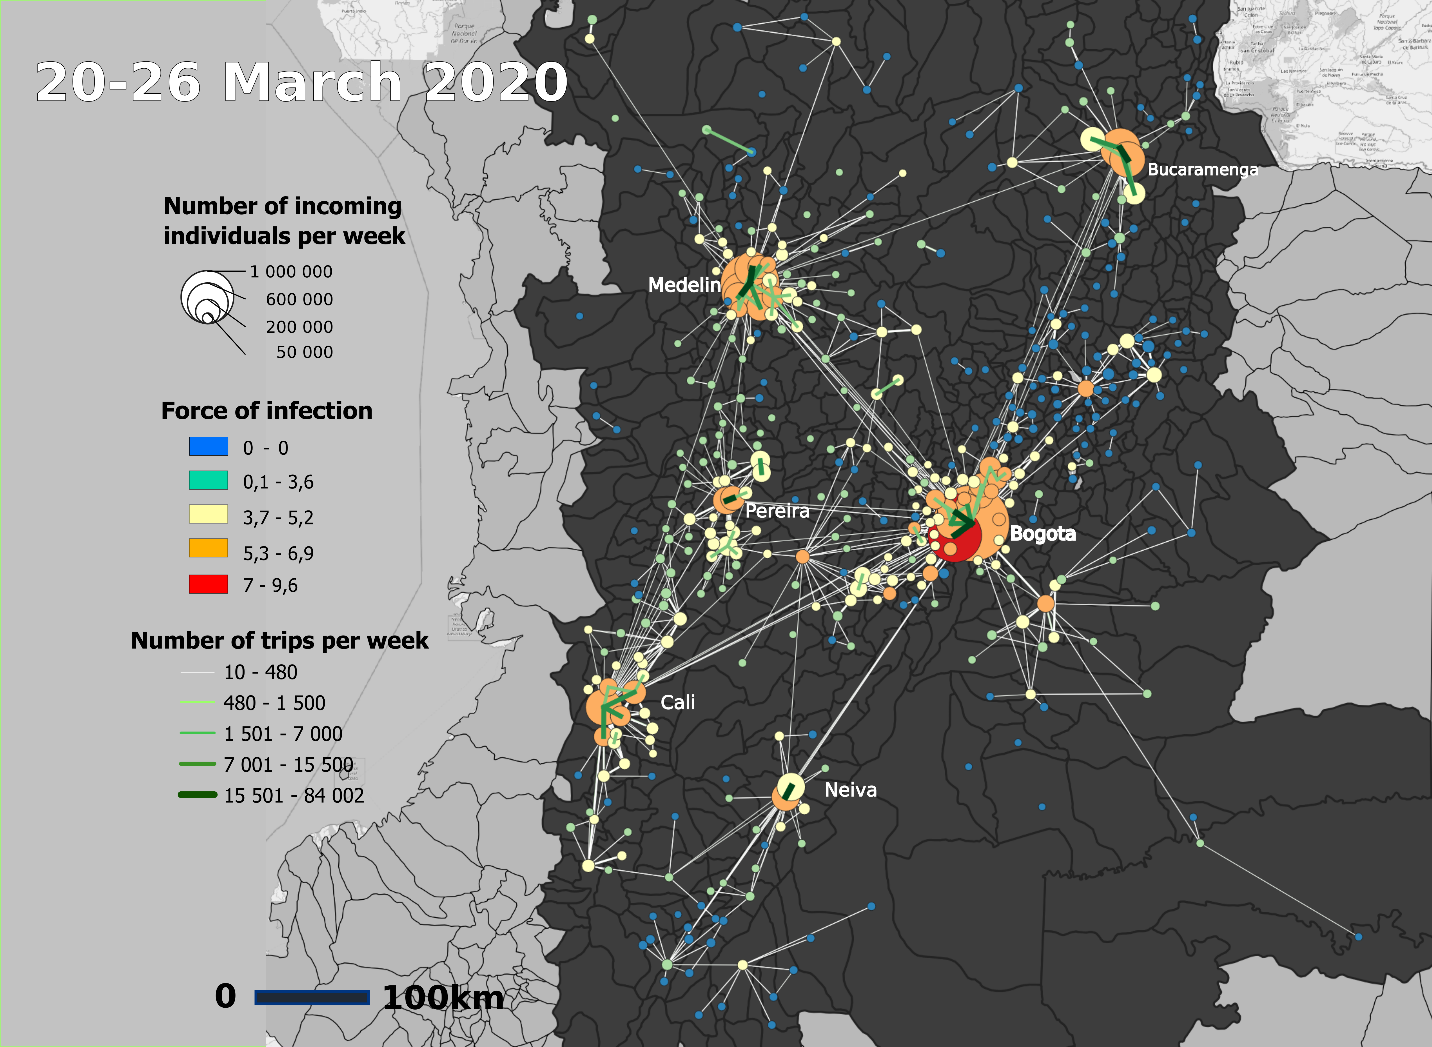 20-26 March 2020
Number of incoming
individuals per week
1 000 000
600 000
200 000
50 000
Force of infection
0 - 0
0,1 - 3,6
3,7 - 5,2
5,3 - 6,9
7 - 9,6
Number of trips per week
10 - 480
480 - 1 500
1 501 - 7 000
7 001 - 15 500
15 501 - 84 002
0
100km
Bucaramenga
Medelin
Pereira
Bogota
Cali
Neiva